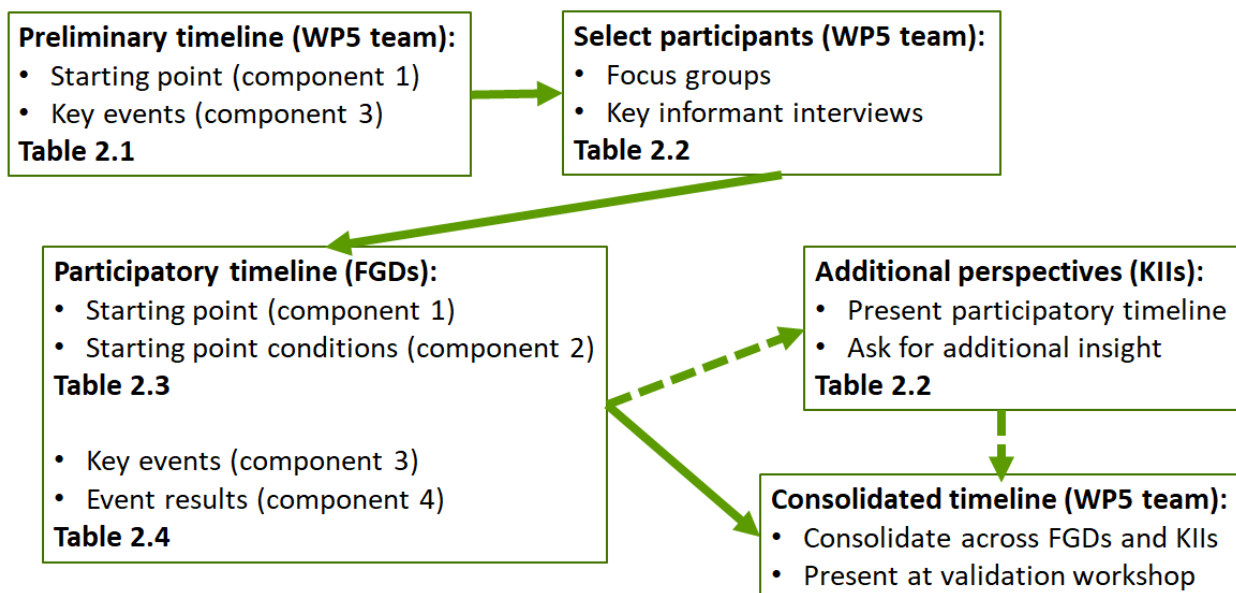 Preliminary timeline (WP5 team):
• Starting point (component 1)
• Key events (component 3)
Table 2.1
Select participants (WP5 team):
• Focus groups
• Key informant interviews
Table 2.2
Participatory timeline (FGDs):
• Starting point (component 1)
• Starting point conditions (component 2)
Table 2.3
• Key events (component 3)
• Event results (component 4)
Table 2.4
Additional perspectives (KIIs):
• Present participatory timeline
• Ask for additional insight
Table 2.2
Consolidated timeline (WP5 team):
• Consolidate across FGDs and KIIs
• Present at validation workshop